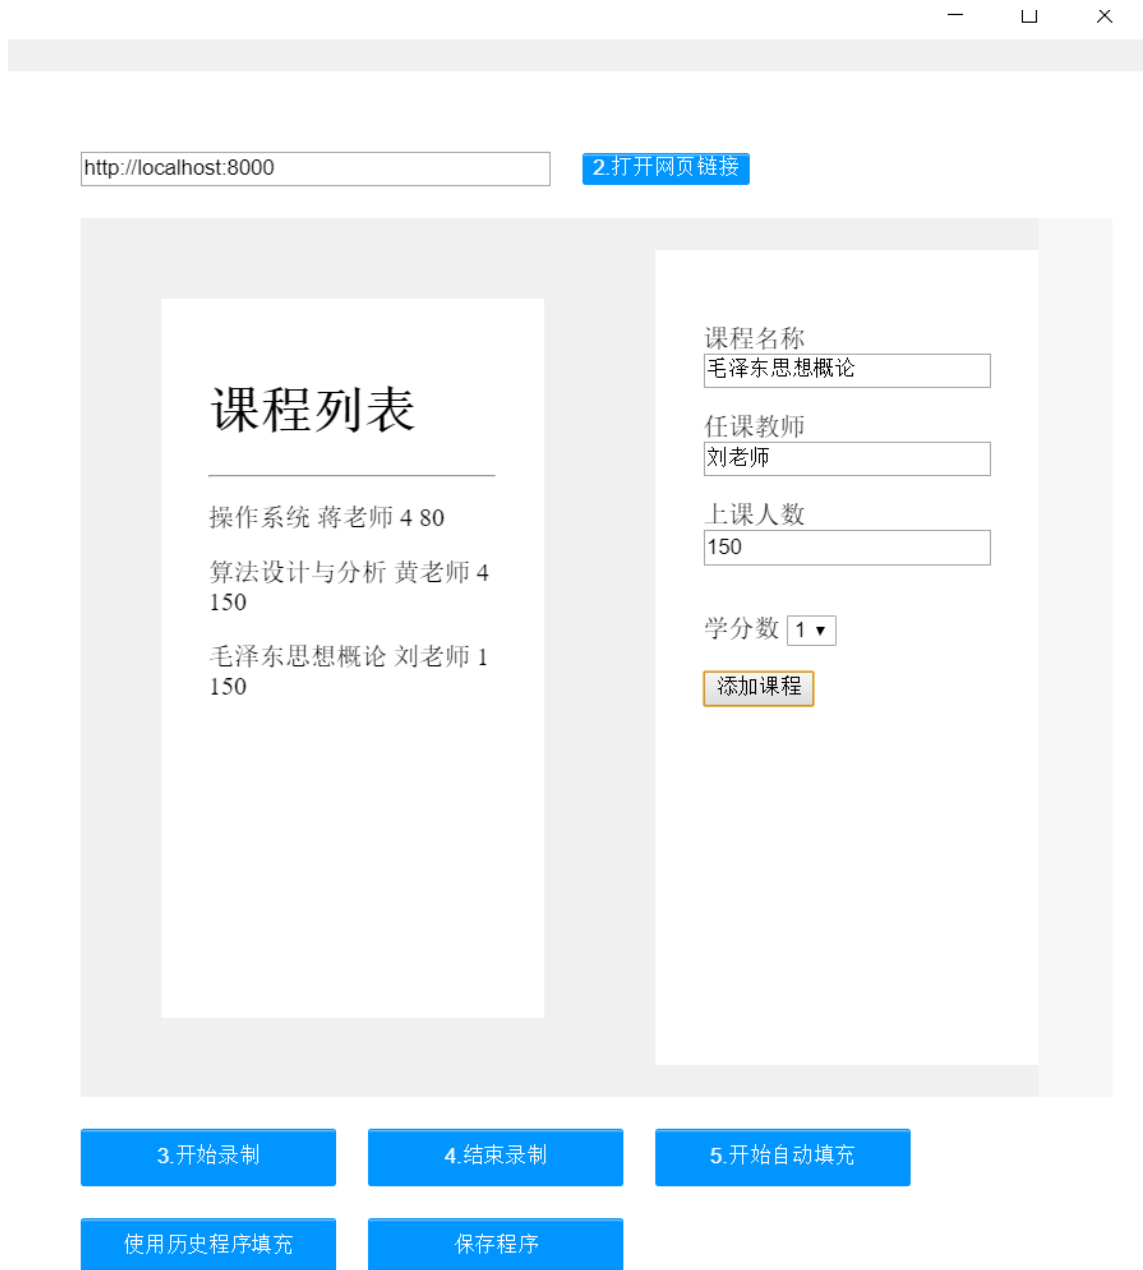 http://localhost:8000
2.打开网页链接
课程列表
操作系统 蒋老师 4 80
算法设计与分析 黄老师 4
150
毛泽东思想概论 刘老师 1
150
课程名称
毛泽东思想概论
任课教师
刘老师
上课人数
150
学分数 1
添加课程
3.开始录制
4.结束录制
5.开始自动填充
使用历史程序填充
保存程序